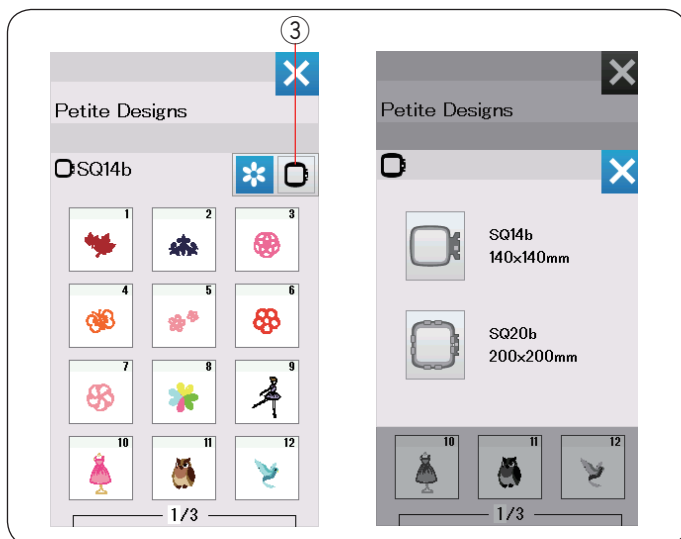 ③
Petite Designs
SQ14b
1
2
3
4
5
6
7
8
9
10
11
12
1/3
Petite Designs
SQ14b
140x140mm
SQ20b
200x200mm
10
11
12
1/3